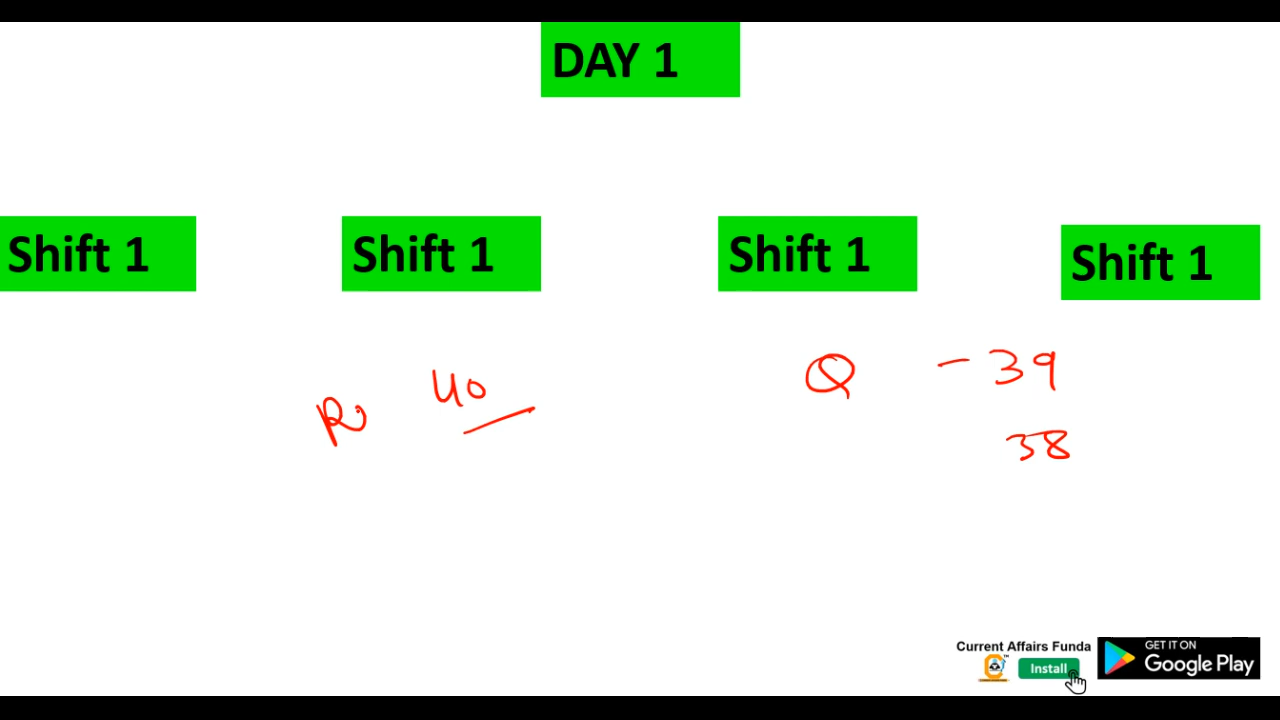 DAY 1
Shift 1
Shift 1
Shift 1
Shift 1
R 40
Q - 39
38
Current Affairs Funda
Install
GET IT ON
Google Play